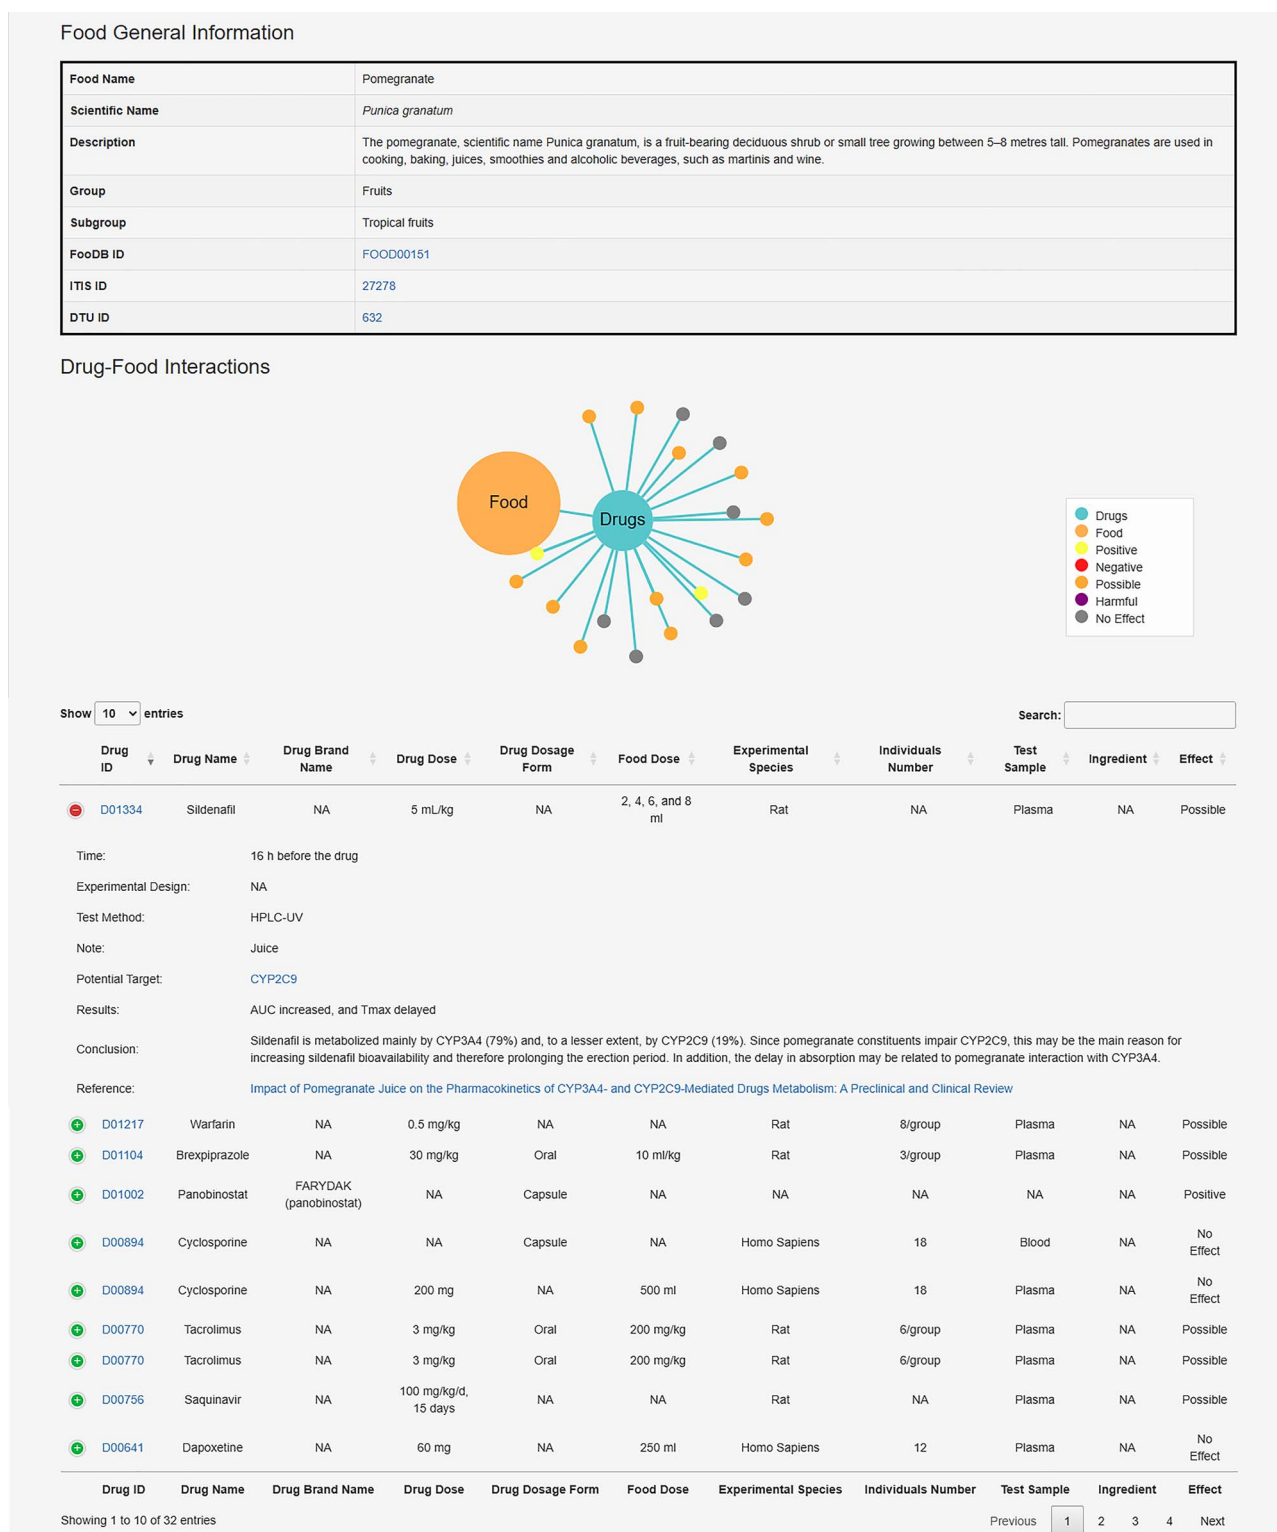 Food General Information
Food Name Pomegranate
Scientific Name Punica granatum
Description The pomegranate, scientific name Punica granatum, is a fruit-bearing deciduous shrub or small tree growing between 5–8 metres tall. Pomegranates are used in
cooking, baking, juices, smoothies and alcoholic beverages, such as martinis and wine.
Group Fruits
Subgroup Tropical fruits
FooDB ID FOOD00151
ITIS ID 27278
DTU ID 632
Drug-Food Interactions
Food
Drugs
Drugs
Food
Positive
Negative
Possible
Harmful
No Effect
Show 10 entries Search:
Drug ID Drug Name Drug Brand Name Drug Dose Drug Dosage Form Food Dose Experimental Species Individuals Number Test Sample Ingredient Effect
D01334 Sildenafil NA 5 mL/kg NA 2, 4, 6, and 8 ml Rat NA Plasma NA Possible
Time: 16 h before the drug
Experimental Design: NA
Test Method: HPLC-UV
Note: Juice
Potential Target: CYP2C9
Results: AUC increased, and Tmax delayed
Conclusion: Sildenafil is metabolized mainly by CYP3A4 (79%) and, to a lesser extent, by CYP2C9 (19%). Since pomegranate constituents impair CYP2C9, this may be the main reason for
increasing sildenafil bioavailability and therefore prolonging the erection period. In addition, the delay in absorption may be related to pomegranate interaction with CYP3A4.
Reference: Impact of Pomegranate Juice on the Pharmacokinetics of CYP3A4- and CYP2C9-Mediated Drugs Metabolism: A Preclinical and Clinical Review
D01217 Warfarin NA 0.5 mg/kg NA NA Rat 8/group Plasma NA Possible
D01104 Brexpiprazole NA 30 mg/kg Oral 10 ml/kg Rat 3/group Plasma NA Possible
D01002 Panobinostat FARYDAK (panobinostat) NA Capsule NA NA NA NA NA Positive
D00894 Cyclosporine NA NA Capsule NA Homo Sapiens 18 Blood NA No Effect
D00894 Cyclosporine NA 200 mg NA 500 ml Homo Sapiens 18 Plasma NA No Effect
D00770 Tacrolimus NA 3 mg/kg Oral 200 mg/kg Rat 6/group Plasma NA Possible
D00770 Tacrolimus NA 3 mg/kg Oral 200 mg/kg Rat 6/group Plasma NA Possible
D00756 Saquinavir NA 100 mg/kg/d, 15 days NA NA Rat NA Plasma NA Possible
D00641 Dapoxetine NA 60 mg NA 250 ml Homo Sapiens 12 Plasma NA No Effect
Drug ID Drug Name Drug Brand Name Drug Dose Drug Dosage Form Food Dose Experimental Species Individuals Number Test Sample Ingredient Effect
Showing 1 to 10 of 32 entries Previous 1 2 3 4 Next